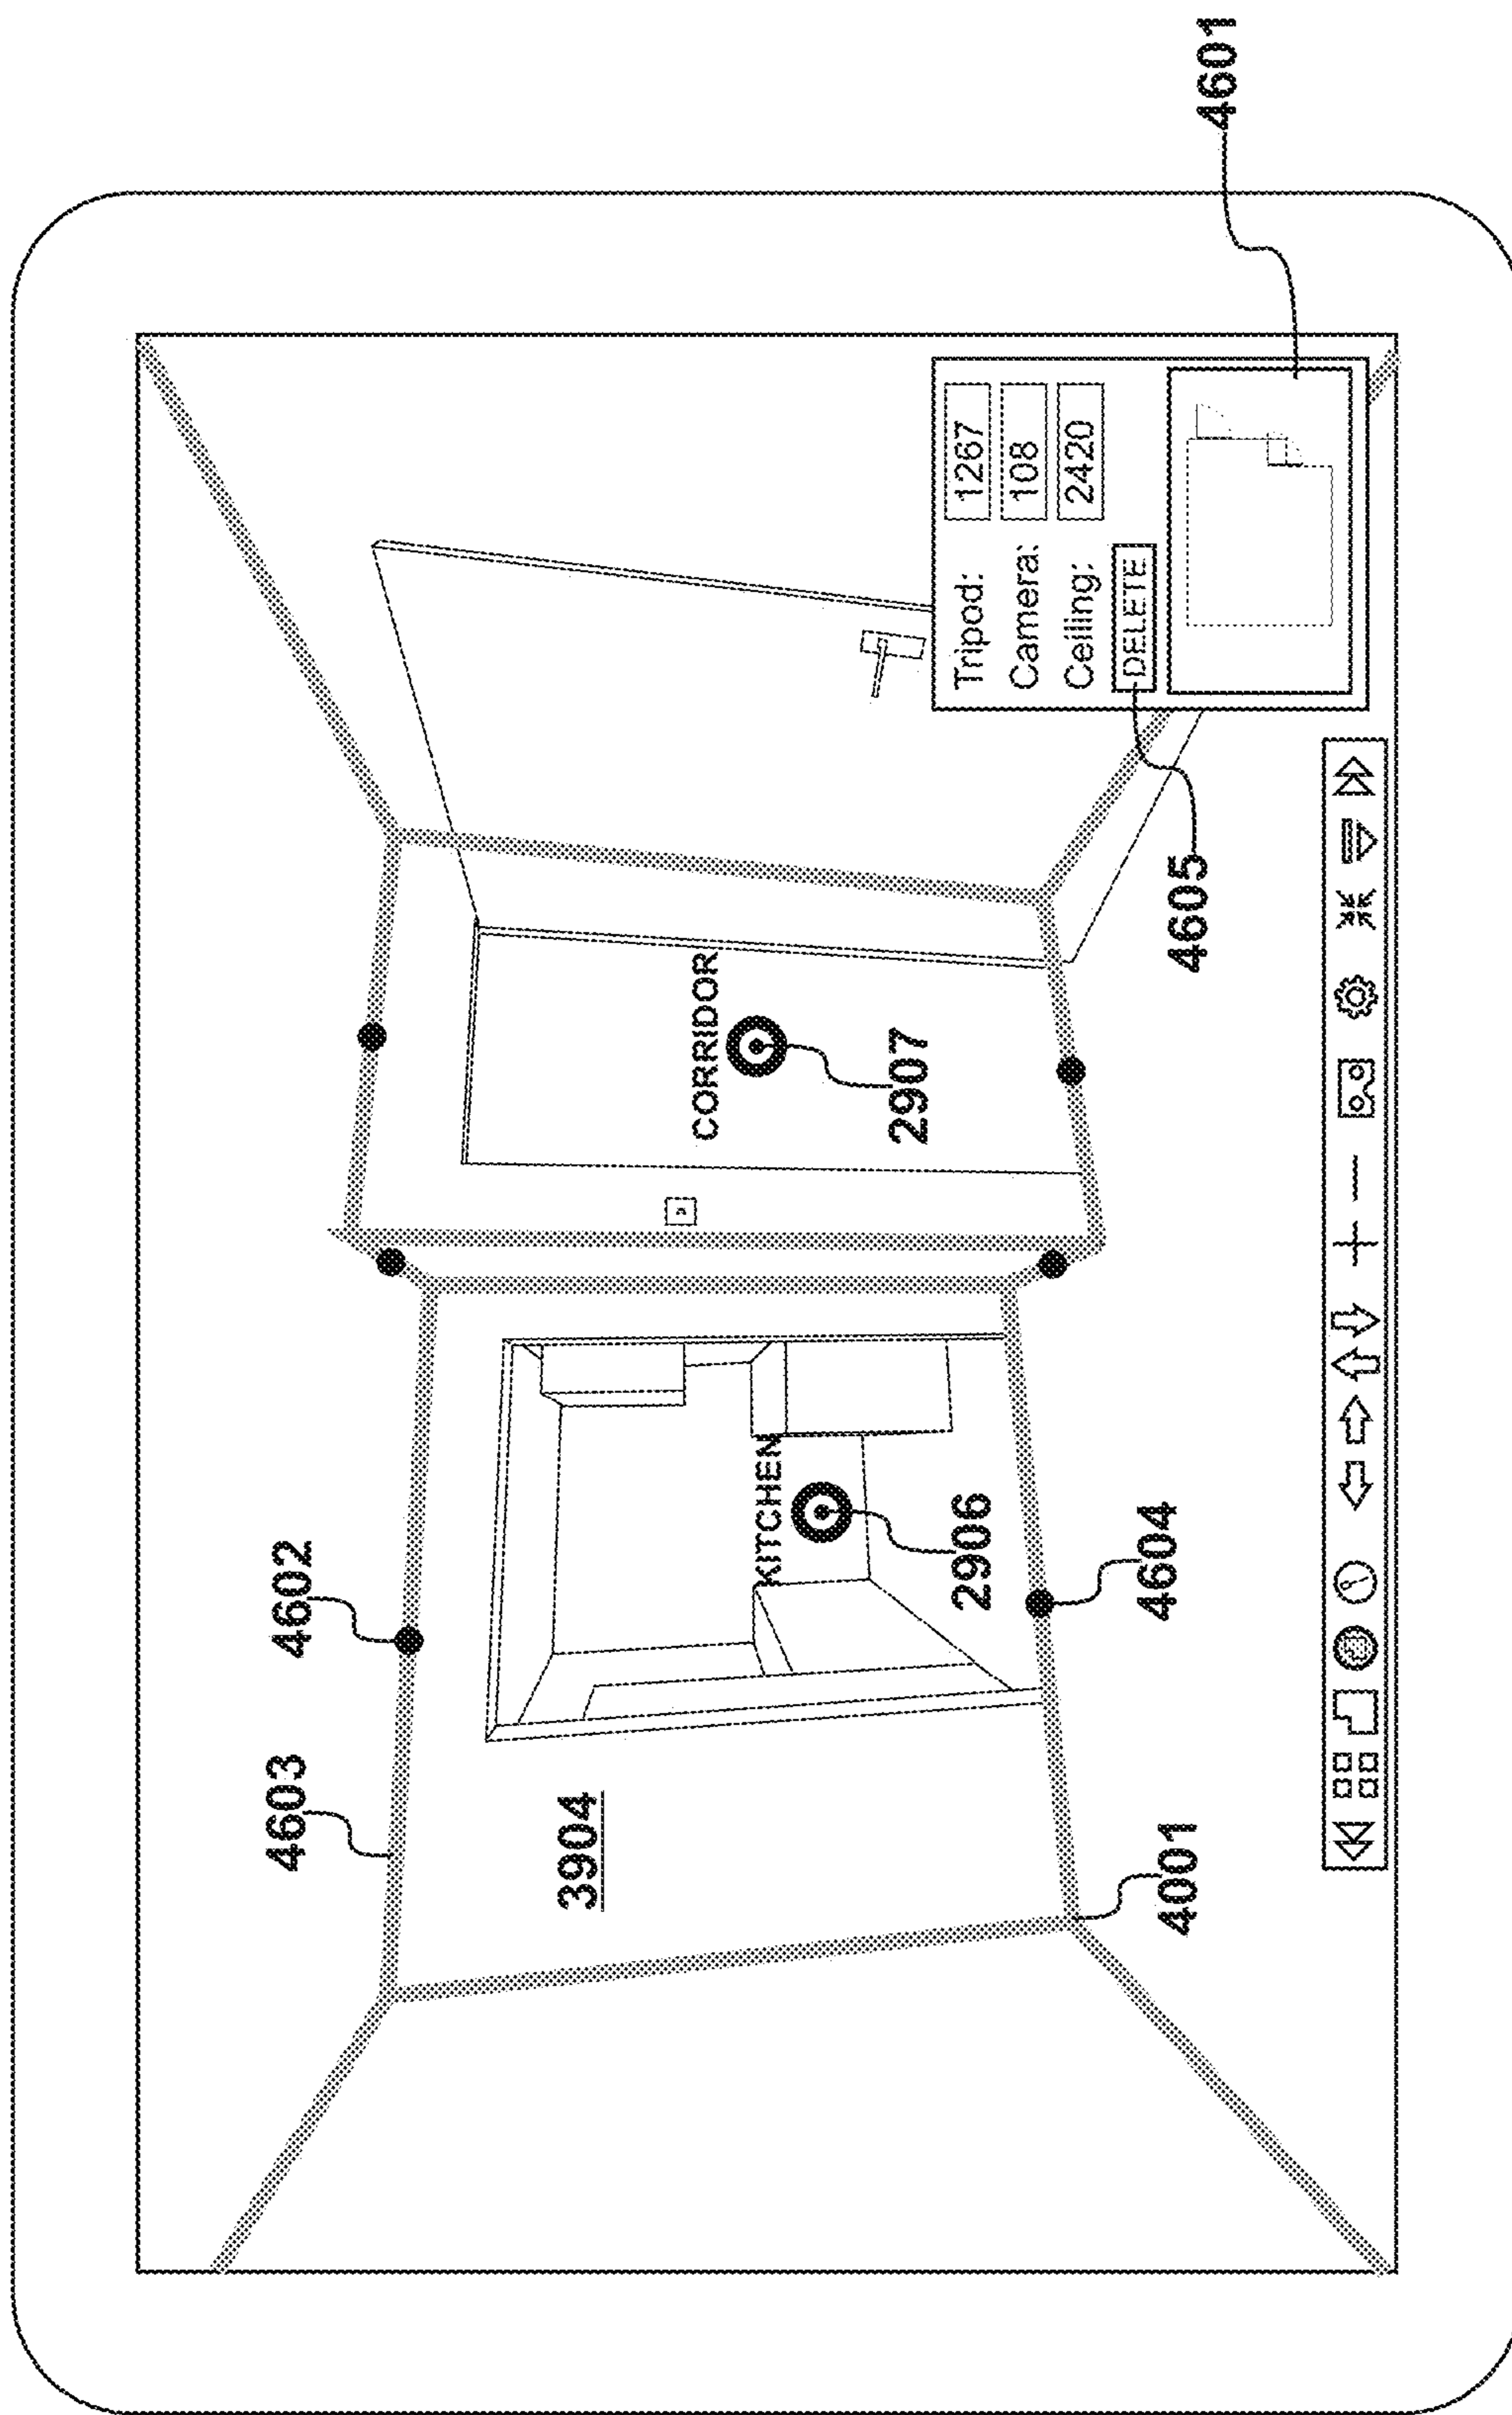 4603
4602
3904
CORRIDOR
KITCHEN
2907
2906
Tripod: 1267
Camera: 108
Ceiling: 2420
DELETE
4604
4001
4605
4601